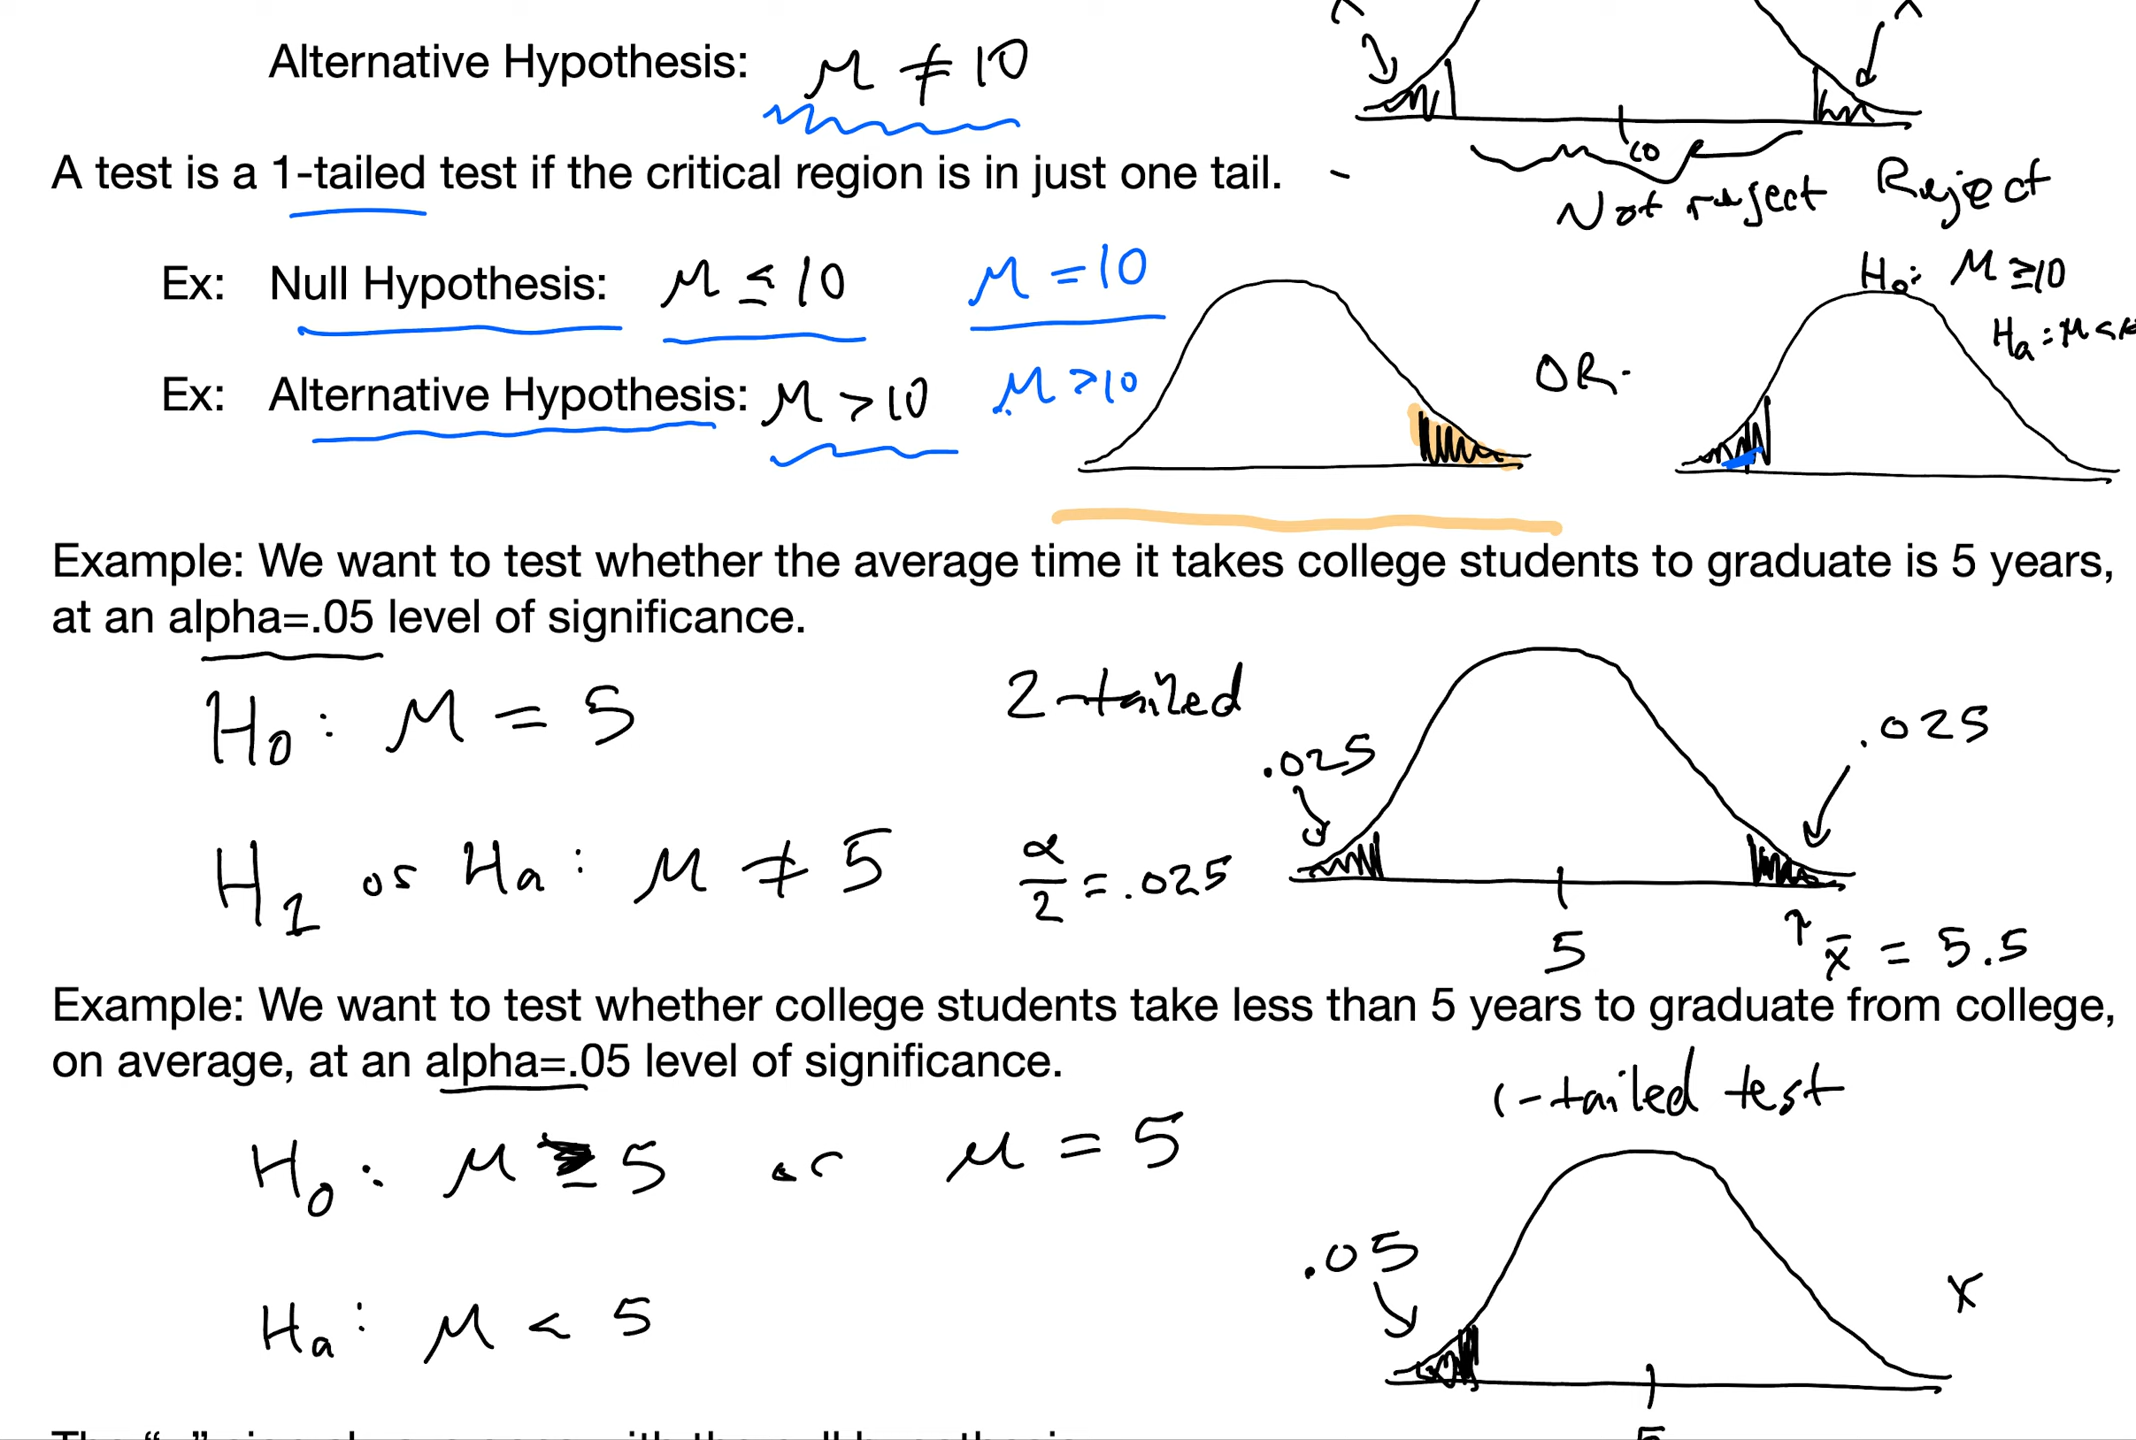 Alternative Hypothesis: μ ≠ 10
A test is a 1-tailed test if the critical region is in just one tail.
10
Not reject Reject
Ex: Null Hypothesis: μ ≤ 10 μ = 10
H₀: μ ≥ 10
Ex: Alternative Hypothesis: μ > 10 μ > 10
OR
Hₐ: μ <
Example: We want to test whether the average time it takes college students to graduate is 5 years,
at an alpha=.05 level of significance.
H₀: μ = 5
2-tailed
.025
.025
H₁ or Hₐ: μ ≠ 5
α/2 = .025
5
x̄ = 5.5
Example: We want to test whether college students take less than 5 years to graduate from college,
on average, at an alpha=.05 level of significance.
1-tailed test
H₀: μ ≥ 5 or μ = 5
.05
Hₐ: μ < 5
x
5